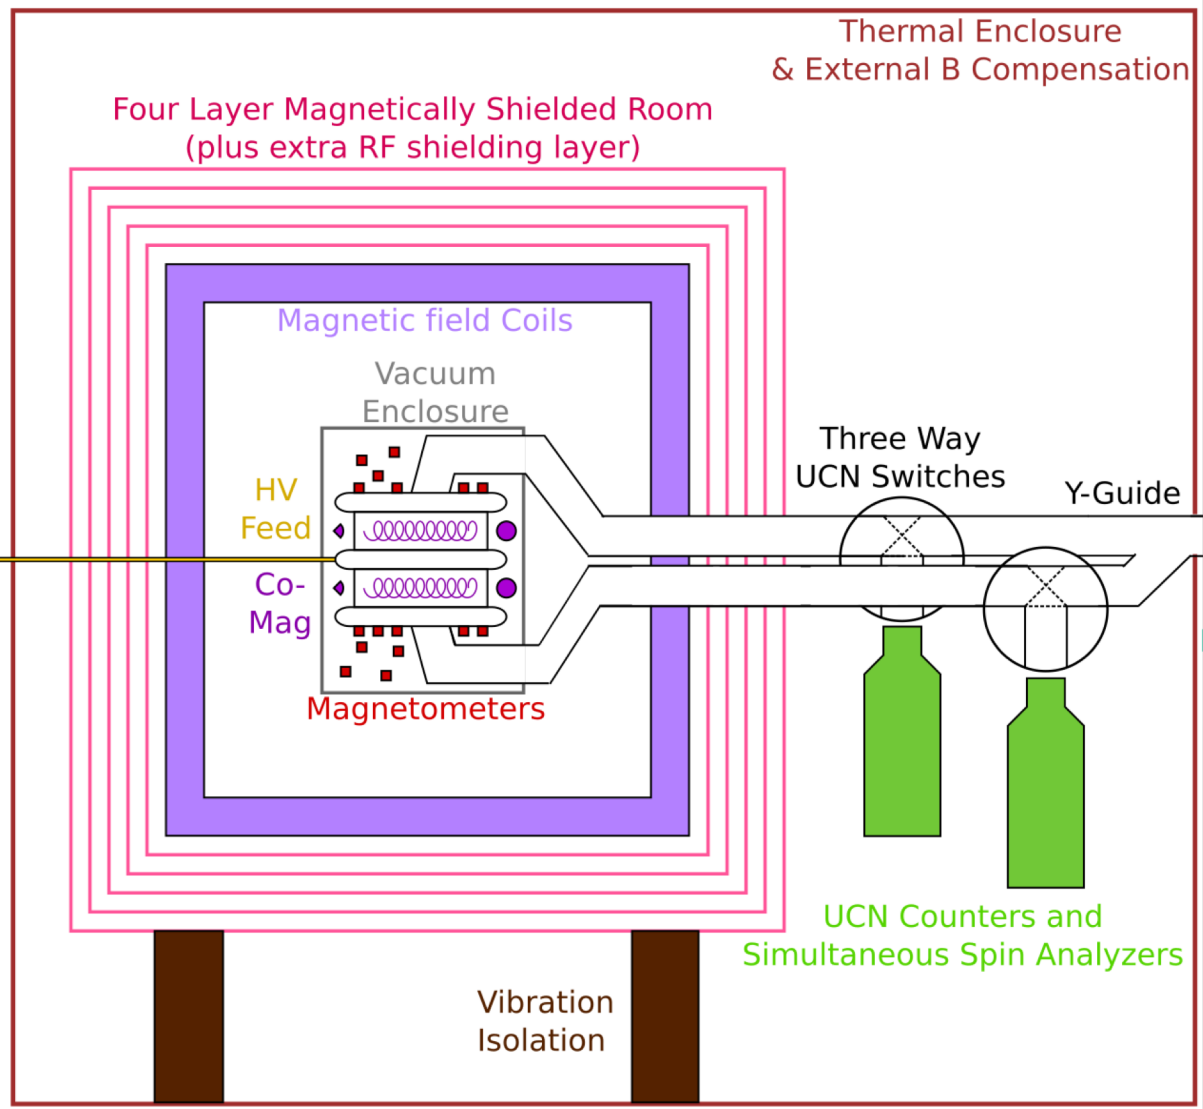 Thermal Enclosure
& External B Compensation
Four Layer Magnetically Shielded Room
(plus extra RF shielding layer)
Magnetic field Coils
Vacuum
Enclosure
Three Way
UCN Switches
Y-Guide
HV
Feed
Co-
Mag
Magnetometers
UCN Counters and
Simultaneous Spin Analyzers
Vibration
Isolation